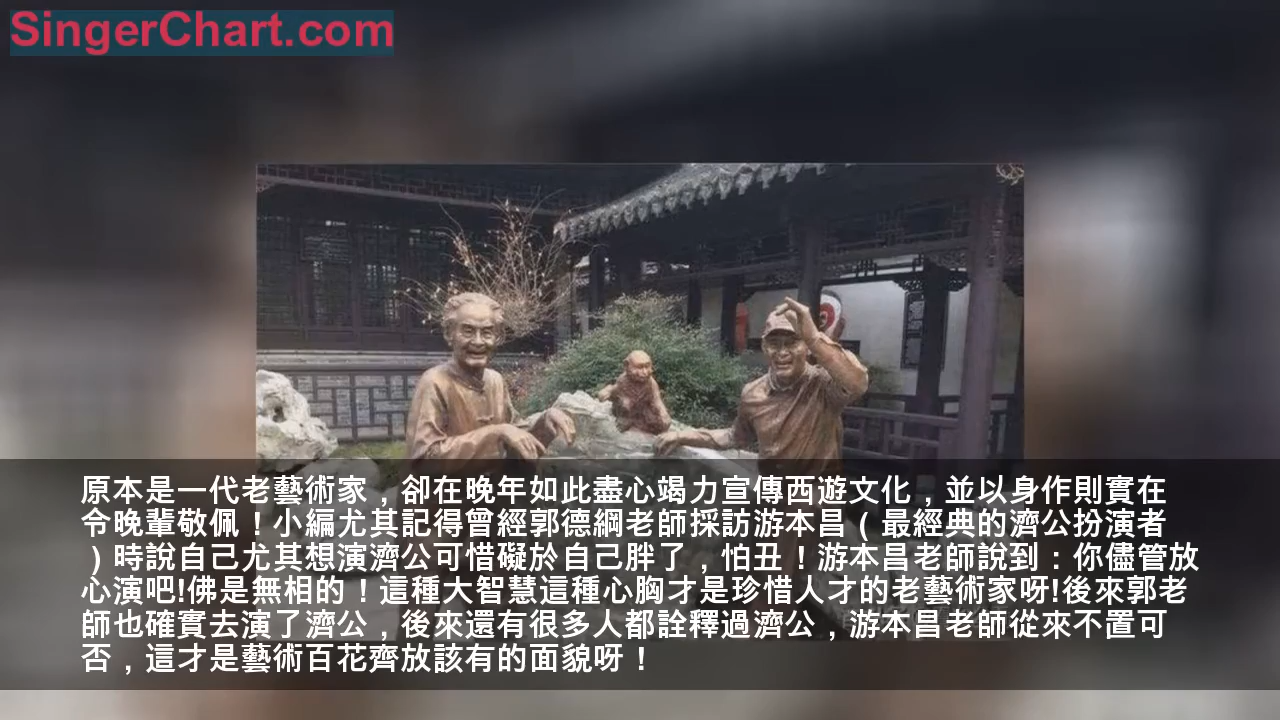 SingerChart.com
原本是一代老藝術家，卻在晚年如此盡心竭力宣傳西遊文化，並以身作則實在
令晚輩敬佩！小編尤其記得曾經郭德綱老師採訪游本昌（最經典的濟公扮演者
）時說自己尤其想演濟公可惜礙於自己胖了，怕丑！游本昌老師說到：你儘管放
心演吧!佛是無相的！這種大智慧這種心胸才是珍惜人才的老藝術家呀!後來郭老
師也確實去演了濟公，後來還有很多人都詮釋過濟公，游本昌老師從來不置可
否，這才是藝術百花齊放該有的面貌呀！